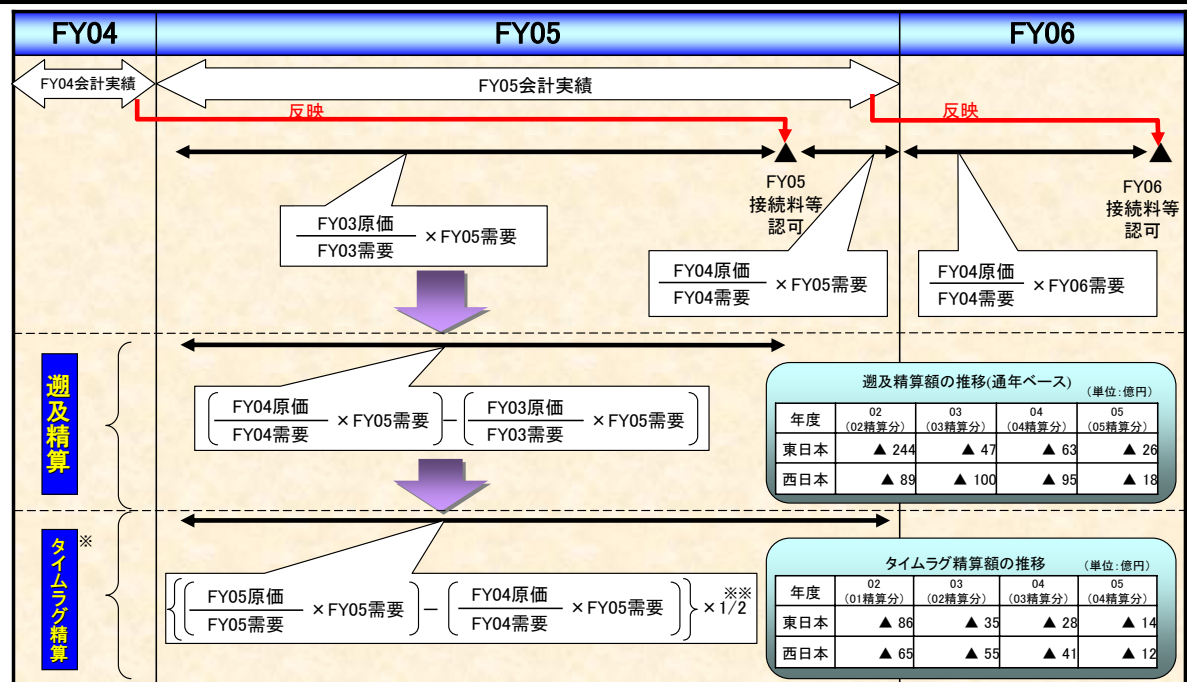 FY04 FY05 FY06
FY04会計実績
FY05会計実績
反映
反映
FY05
接続料等
認可
FY06
接続料等
認可
FY03原価
FY03需要
×FY05需要
FY04原価
FY04需要
×FY05需要
FY04原価
FY04需要
×FY06需要
遡及精算
FY04原価
FY04需要
×FY05需要
－
FY03原価
FY03需要
×FY05需要
遡及精算額の推移(通年ベース)
（単位：億円）
年度 02 03 04 05
（02精算分） （03精算分） （04精算分） （05精算分）
東日本 ▲ 244 ▲ 47 ▲ 63 ▲ 26
西日本 ▲ 89 ▲ 100 ▲ 95 ▲ 18
タイムラグ精算
※
FY05原価
FY05需要
×FY05需要
－
FY04原価
FY04需要
×FY05需要
※※
×1/2
タイムラグ精算額の推移
（単位：億円）
年度 02 03 04 05
（01精算分） （02精算分） （03精算分） （04精算分）
東日本 ▲ 86 ▲ 35 ▲ 28 ▲ 14
西日本 ▲ 65 ▲ 55 ▲ 41 ▲ 12